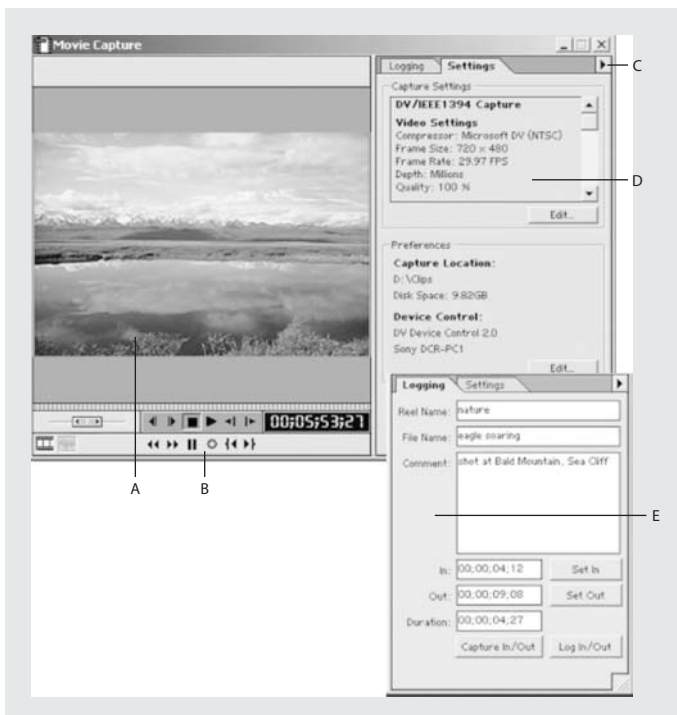 Movie Capture
Logging Settings
C
Capture Settings
DV/IEEE1394 Capture
Video Settings
Compressor: Microsoft DV (NTSC)
Frame Size: 720 × 480
Frame Rate: 29.97 FPS
Depth: Millions
Quality: 100 %
D
Edit...
Preferences
Capture Location:
D:\Clips
Disk Space: 9.82GB
Device Control:
DV Device Control 2.0
Sony DCR-PC1
Edit...
00;05;53;27
A
B
Logging Settings
Reel Name: nature
File Name: eagle soaring
Comment: shot at Bald Mountain, Sea Cliff
E
In: 00;00;04;12 Set In
Out: 00;00;09;08 Set Out
Duration: 00;00;04;27
Capture In/Out Log In/Out